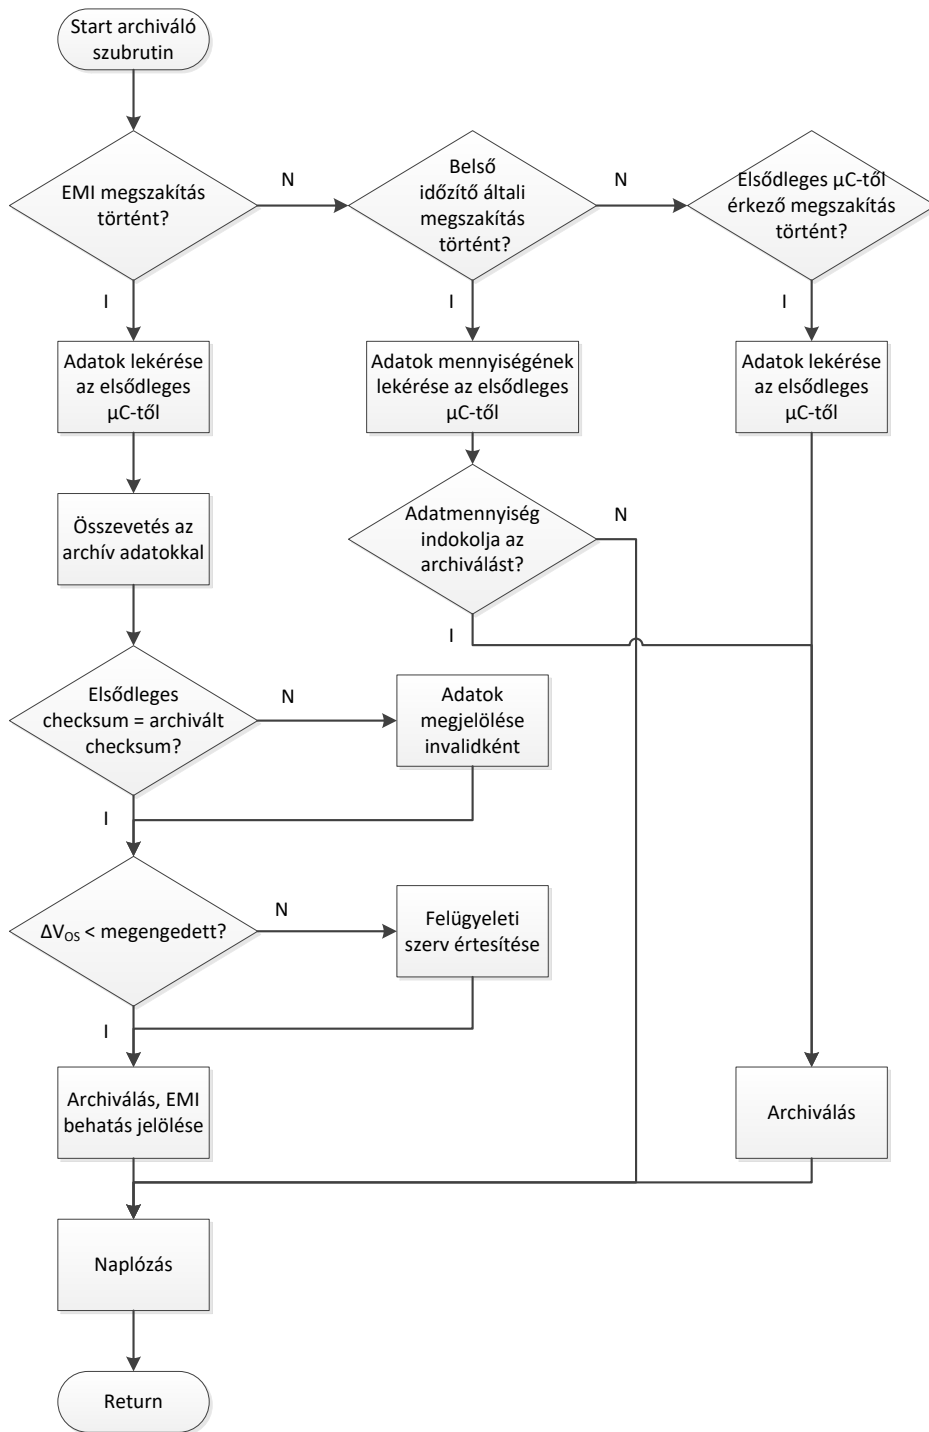 Start archiváló
szubrutin
EMI megszakítás
történt?
N
Belső
időzítő általi
megszakítás
történt?
N
Elsődleges µC-től
érkező megszakítás
történt?
I
I
I
Adatok lekérése
az elsődleges
µC-től
Adatok mennyiségének
lekérése az elsődleges
µC-től
Adatok lekérése
az elsődleges
µC-től
Összevetés az
archív adatokkal
Adatmennyiség
indokolja az
archiválást?
N
I
Elsődleges
checksum = archivált
checksum?
N
Adatok
megjelölése
invalidként
I
ΔVOS < megengedett?
N
Felügyeleti
szerv értesítése
I
Archiválás, EMI
behatás jelölése
Archiválás
Naplózás
Return